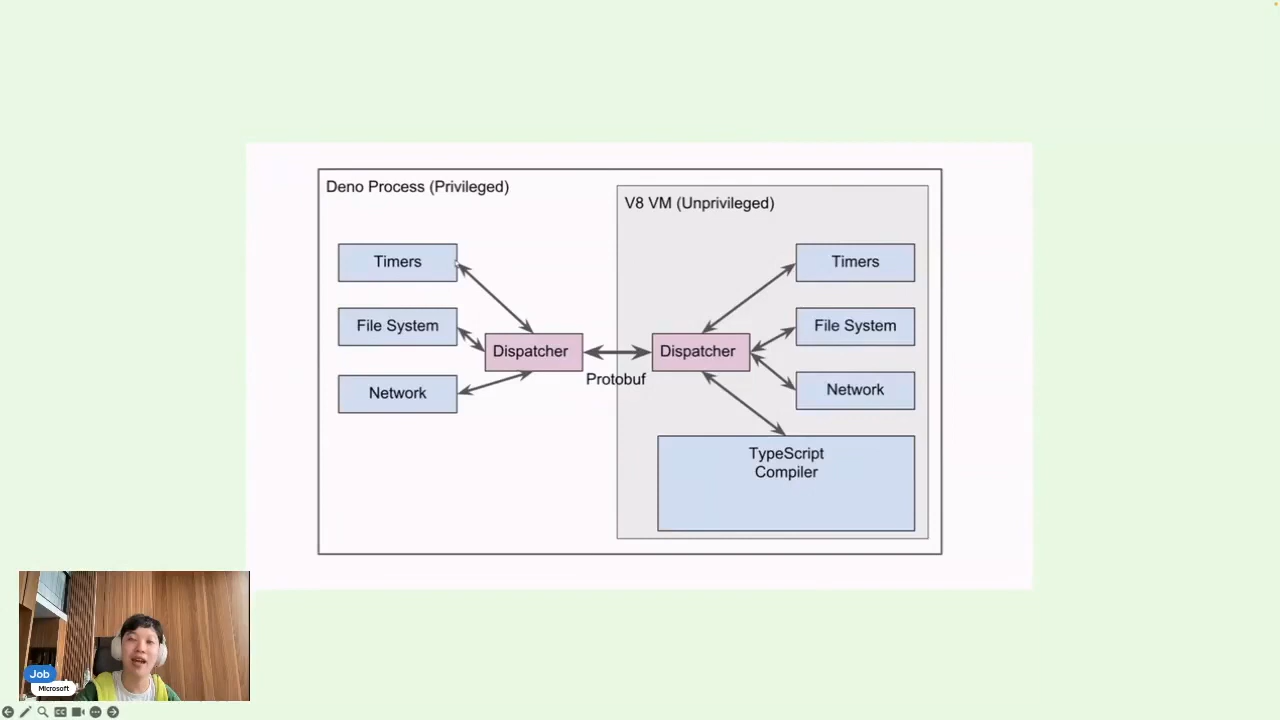 Deno Process (Privileged)
V8 VM (Unprivileged)
Timers
File System
Network
Dispatcher
Protobuf
Dispatcher
Timers
File System
Network
TypeScript
Compiler
Job
Microsoft
CC